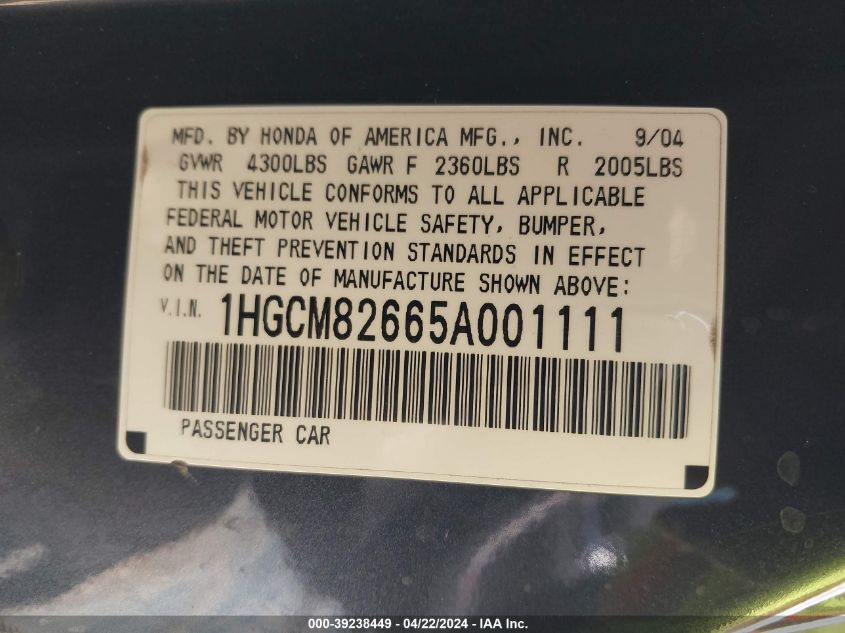 MFD. BY HONDA OF AMERICA MFG., INC. 9/04
GVWR 4300LBS GAWR F 2360LBS R 2005LBS
THIS VEHICLE CONFORMS TO ALL APPLICABLE
FEDERAL MOTOR VEHICLE SAFETY, BUMPER,
AND THEFT PREVENTION STANDARDS IN EFFECT
ON THE DATE OF MANUFACTURE SHOWN ABOVE:
V.I.N. 1HGCM82665A001111
PASSENGER CAR
000-39238449 - 04/22/2024 - IAA Inc.